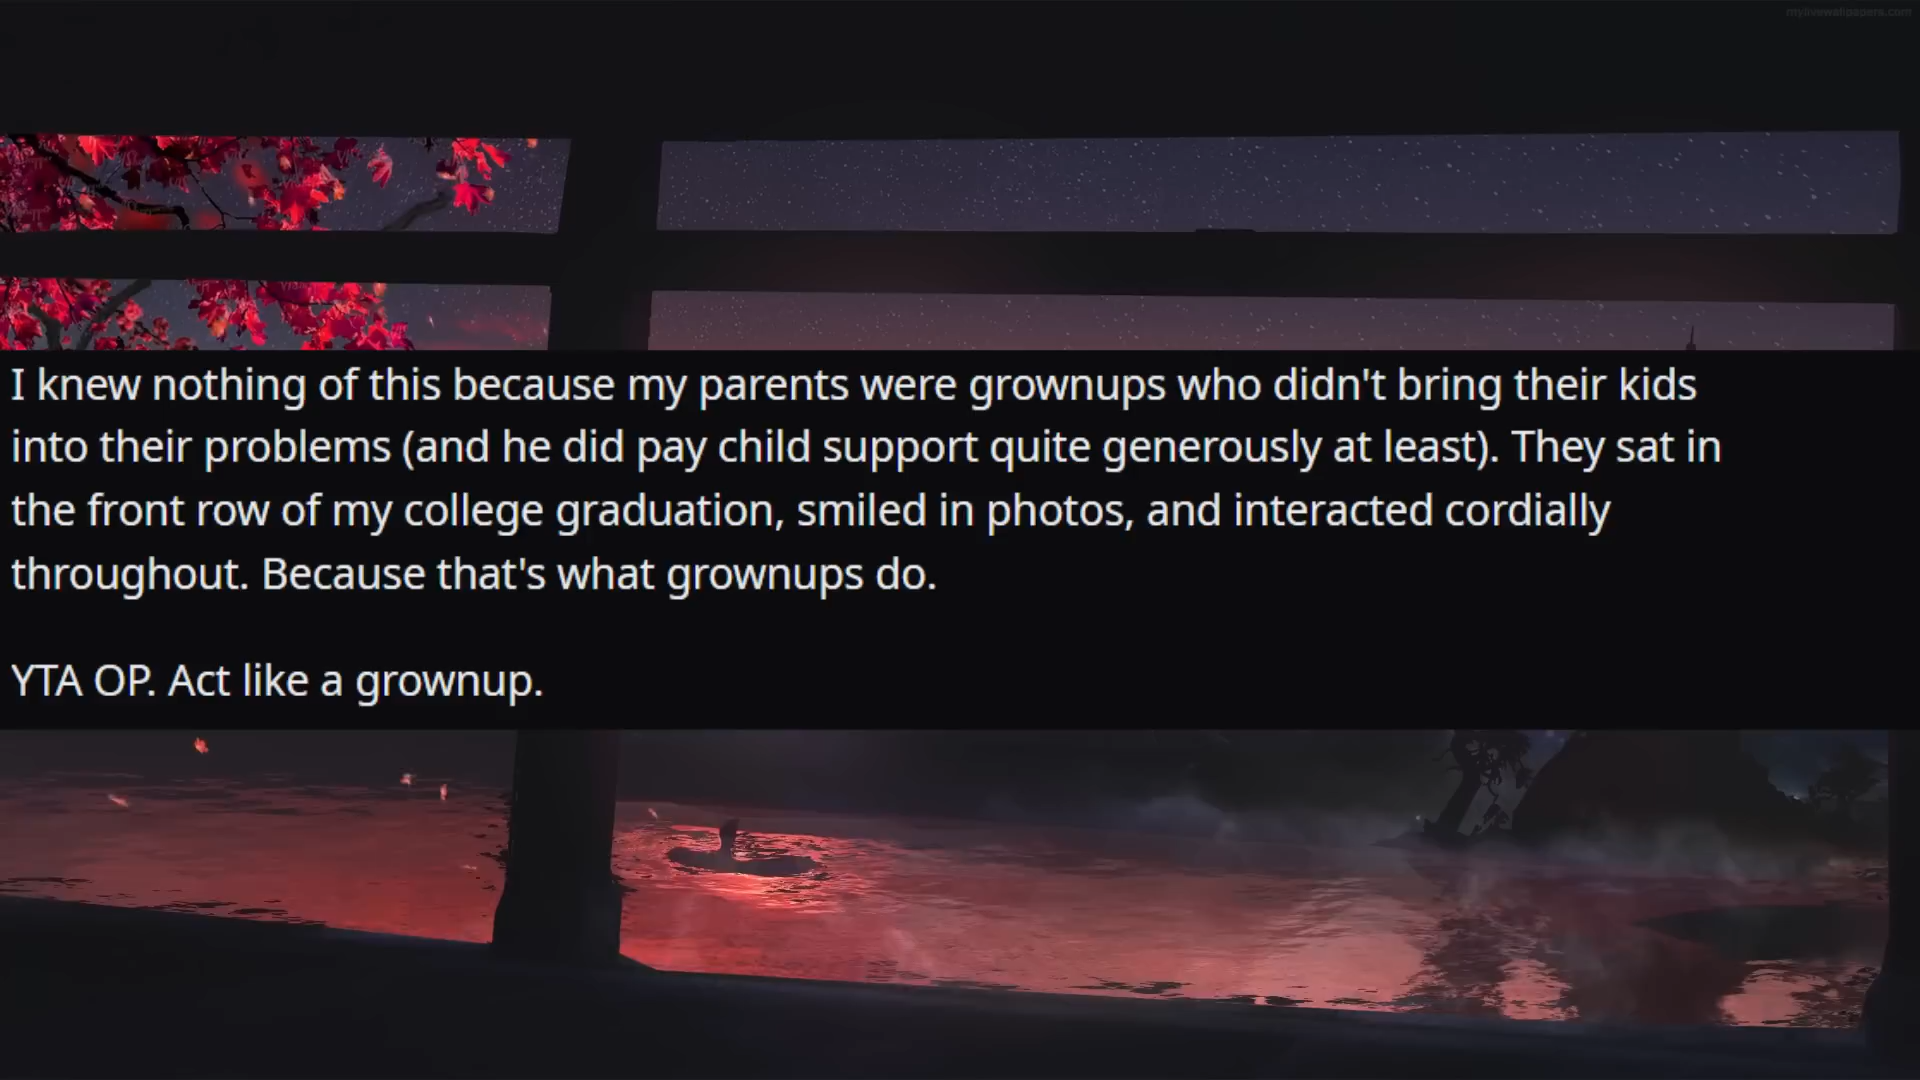 mylivewallpapers.com
I knew nothing of this because my parents were grownups who didn't bring their kids
into their problems (and he did pay child support quite generously at least). They sat in
the front row of my college graduation, smiled in photos, and interacted cordially
throughout. Because that's what grownups do.
YTA OP. Act like a grownup.